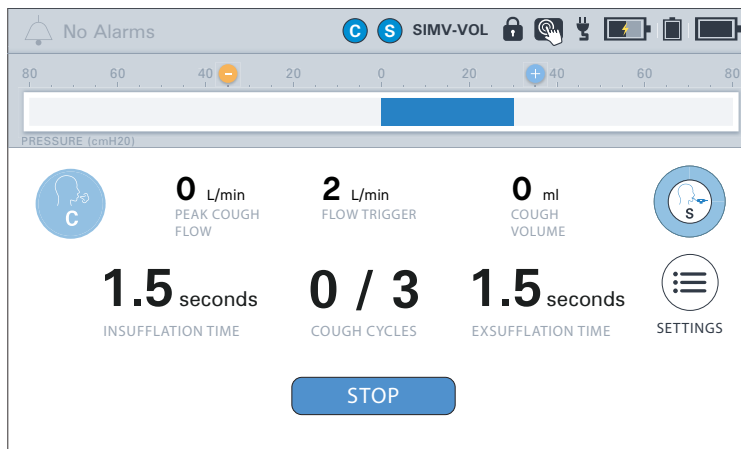 No Alarms C S SIMV-VOL
80 60 40 − 20 0 20 + 40 60 80
PRESSURE (cmH20)
0 L/min 2 L/min 0 ml
C PEAK COUGH FLOW TRIGGER COUGH S
FLOW VOLUME
1.5 seconds 0 / 3 1.5 seconds
INSUFFLATION TIME COUGH CYCLES EXSUFFLATION TIME SETTINGS
STOP